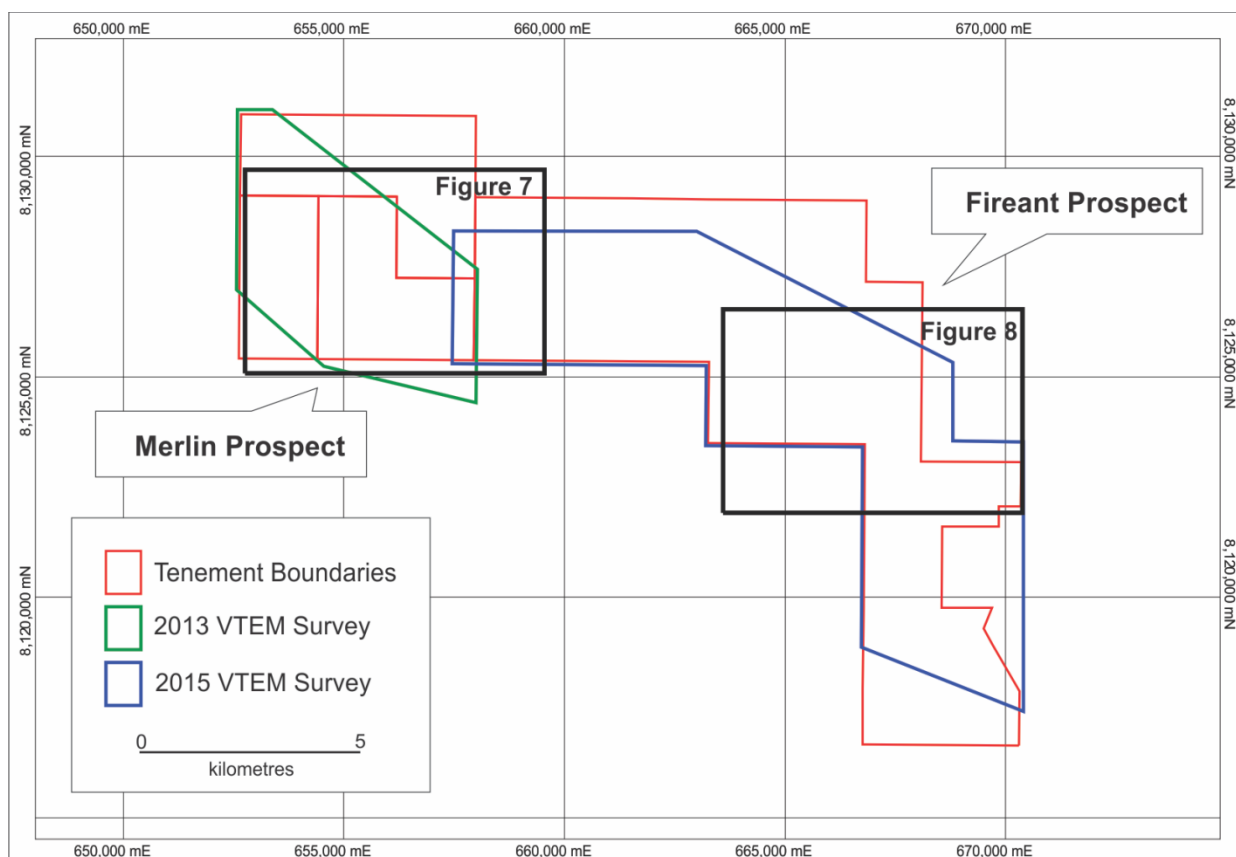 650,000 mE
655,000 mE
660,000 mE
665,000 mE
670,000 mE
8,130,000 mN
8,130,000 mN
Figure 7
Fireant Prospect
Figure 8
8,125,000 mN
8,125,000 mN
Merlin Prospect
Tenement Boundaries
2013 VTEM Survey
2015 VTEM Survey
0 5
kilometres
8,120,000 mN
8,120,000 mN
650,000 mE
655,000 mE
660,000 mE
665,000 mE
670,000 mE